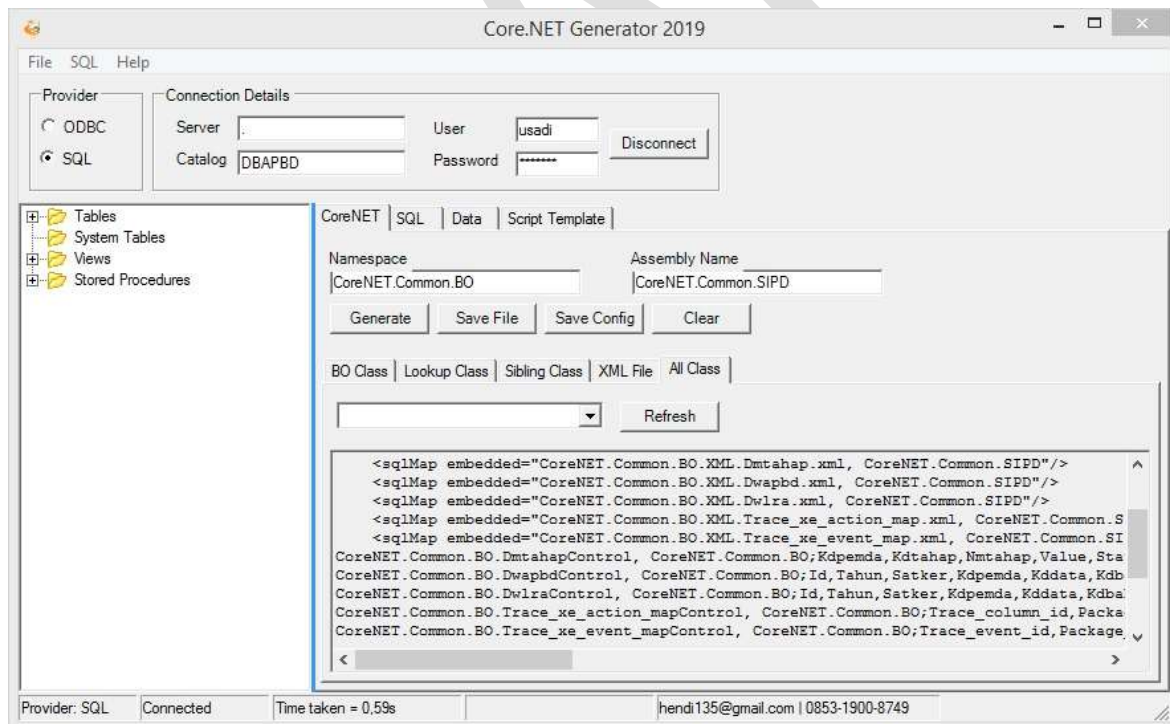 Core.NET Generator 2019
File SQL Help
Provider
Connection Details
ODBC
Server .
User usadi
Disconnect
SQL
Catalog DBAPBD
Password *******
Tables
System Tables
Views
Stored Procedures
CoreNET SQL Data Script Template
Namespace Assembly Name
CoreNET.Common.BO CoreNET.Common.SIPD
Generate Save File Save Config Clear
BO Class Lookup Class Sibling Class XML File All Class
Refresh
<sqlMap embedded="CoreNET.Common.BO.XML.Dmtahap.xml, CoreNET.Common.SIPD"/>
<sqlMap embedded="CoreNET.Common.BO.XML.Dwapbd.xml, CoreNET.Common.SIPD"/>
<sqlMap embedded="CoreNET.Common.BO.XML.Dwlra.xml, CoreNET.Common.SIPD"/>
<sqlMap embedded="CoreNET.Common.BO.XML.Trace_xe_action_map.xml, CoreNET.Common.S
<sqlMap embedded="CoreNET.Common.BO.XML.Trace_xe_event_map.xml, CoreNET.Common.SI
CoreNET.Common.BO.DmtahapControl, CoreNET.Common.BO;Kdpemda,Kdtahap,Nmtahap,Value,Sta
CoreNET.Common.BO.DwapbdControl, CoreNET.Common.BO;Id,Tahun,Satker,Kdpemda,Kddata,Kdb
CoreNET.Common.BO.DwlraControl, CoreNET.Common.BO;Id,Tahun,Satker,Kdpemda,Kddata,Kdba
CoreNET.Common.BO.Trace_xe_action_mapControl, CoreNET.Common.BO;Trace_column_id,Packa
CoreNET.Common.BO.Trace_xe_event_mapControl, CoreNET.Common.BO;Trace_event_id,Package_
Provider: SQL Connected Time taken = 0,59s hendi135@gmail.com | 0853-1900-8749